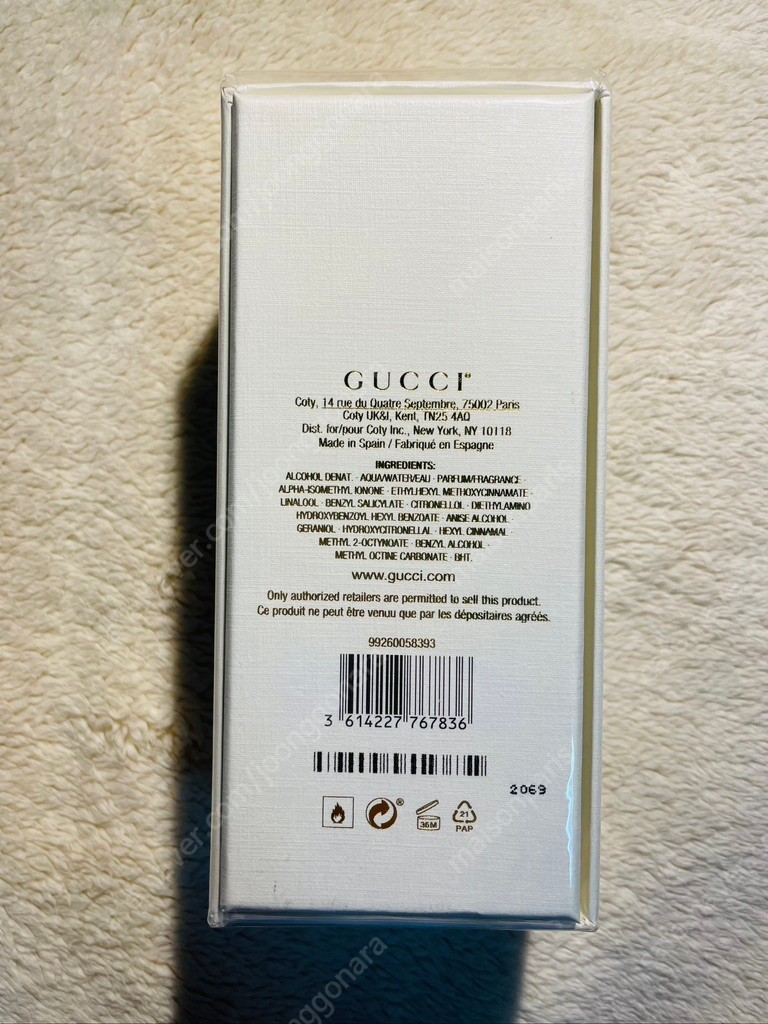 GUCCI
Coty, 14 rue du Quatre Septembre, 75002 Paris
Coty UK&I, Kent, TN25 4AQ
Dist. for/pour Coty Inc., New York, NY 10118
Made in Spain / Fabriqué en Espagne
INGREDIENTS:
ALCOHOL DENAT. · AQUA/WATER/EAU · PARFUM/FRAGRANCE ·
ALPHA-ISOMETHYL IONONE · ETHYLHEXYL METHOXYCINNAMATE ·
LINALOOL · BENZYL SALICYLATE · CITRONELLOL · DIETHYLAMINO
HYDROXYBENZOYL HEXYL BENZOATE · ANISE ALCOHOL ·
GERANIOL · HYDROXYCITRONELLAL · HEXYL CINNAMAL ·
METHYL 2-OCTYNOATE · BENZYL ALCOHOL ·
METHYL OCTINE CARBONATE · BHT.
www.gucci.com
Only authorized retailers are permitted to sell this product.
Ce produit ne peut être venuu que par les dépositaires agréés.
99260058393
3 614227 767836
2069
36M
21
PAP